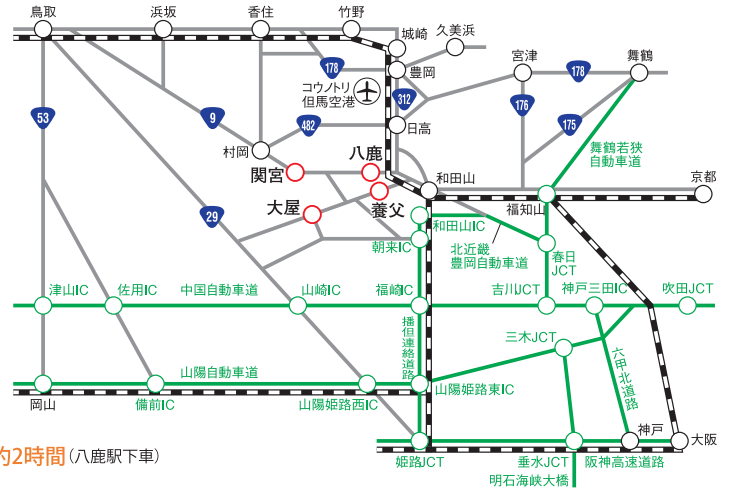 鳥取
浜坂
香住
竹野
城崎
久美浜
宮津
舞鶴
178
豊岡
178
コウノトリ
但馬空港
312
176
53
9
482
日高
175
村岡
舞鶴若狭
自動車道
八鹿
関宮
和田山
京都
大屋
養父
福知山
29
和田山IC
朝来IC
北近畿
豊岡自動車道
春日
JCT
津山IC
佐用IC
中国自動車道
山崎IC
福崎IC
吉川JCT
神戸三田IC
吹田JCT
播但連絡道路
三木JCT
六甲北道路
山陽自動車道
山陽姫路東IC
岡山
備前IC
山陽姫路西IC
神戸
大阪
約2時間(八鹿駅下車)
姫路JCT
垂水JCT
阪神高速道路
明石海峡大橋